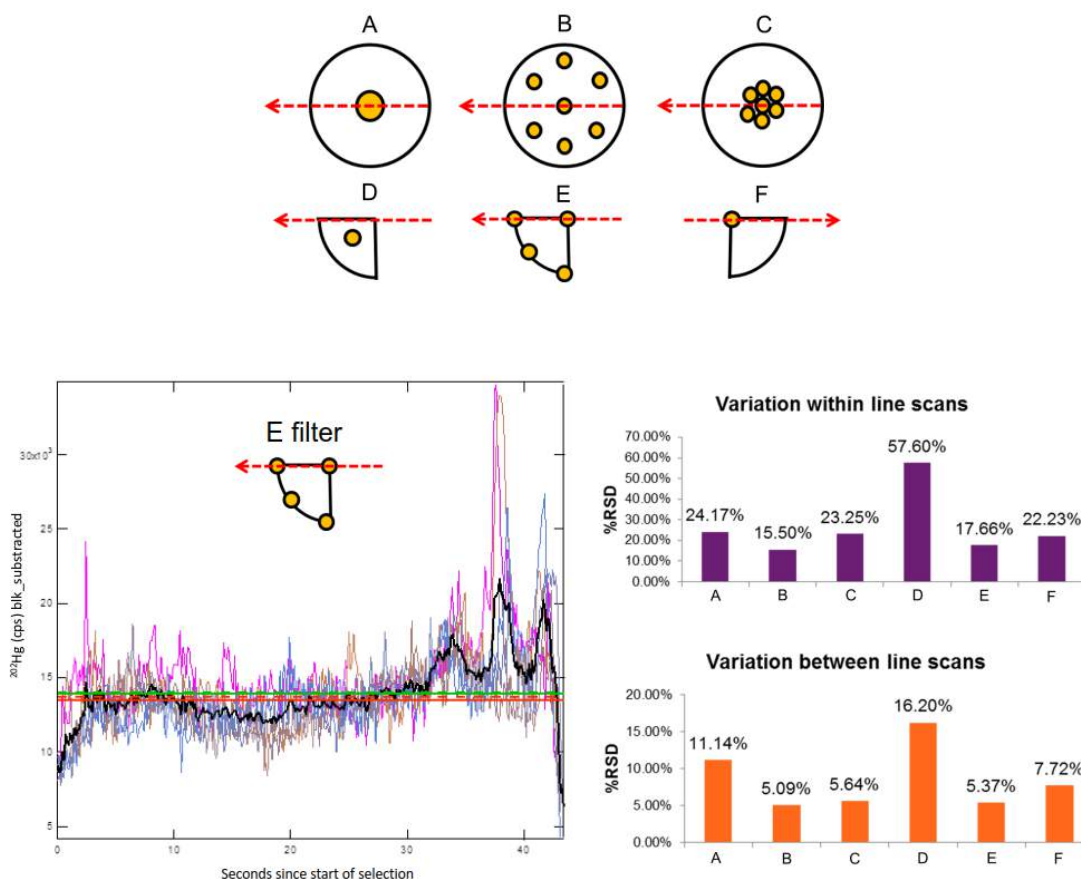 A B C
D E F
E filter
30x10³
25
20
15
10
5
0 10 20 30 40
²⁰²Hg (cps) blk_substracted
Seconds since start of selection
Variation within line scans
%RSD
70.00%
60.00%
50.00%
40.00%
30.00%
20.00%
10.00%
0.00%
24.17% 15.50% 23.25% 57.60% 17.66% 22.23%
A B C D E F
Variation between line scans
%RSD
20.00%
15.00%
10.00%
5.00%
0.00%
11.14% 5.09% 5.64% 16.20% 5.37% 7.72%
A B C D E F